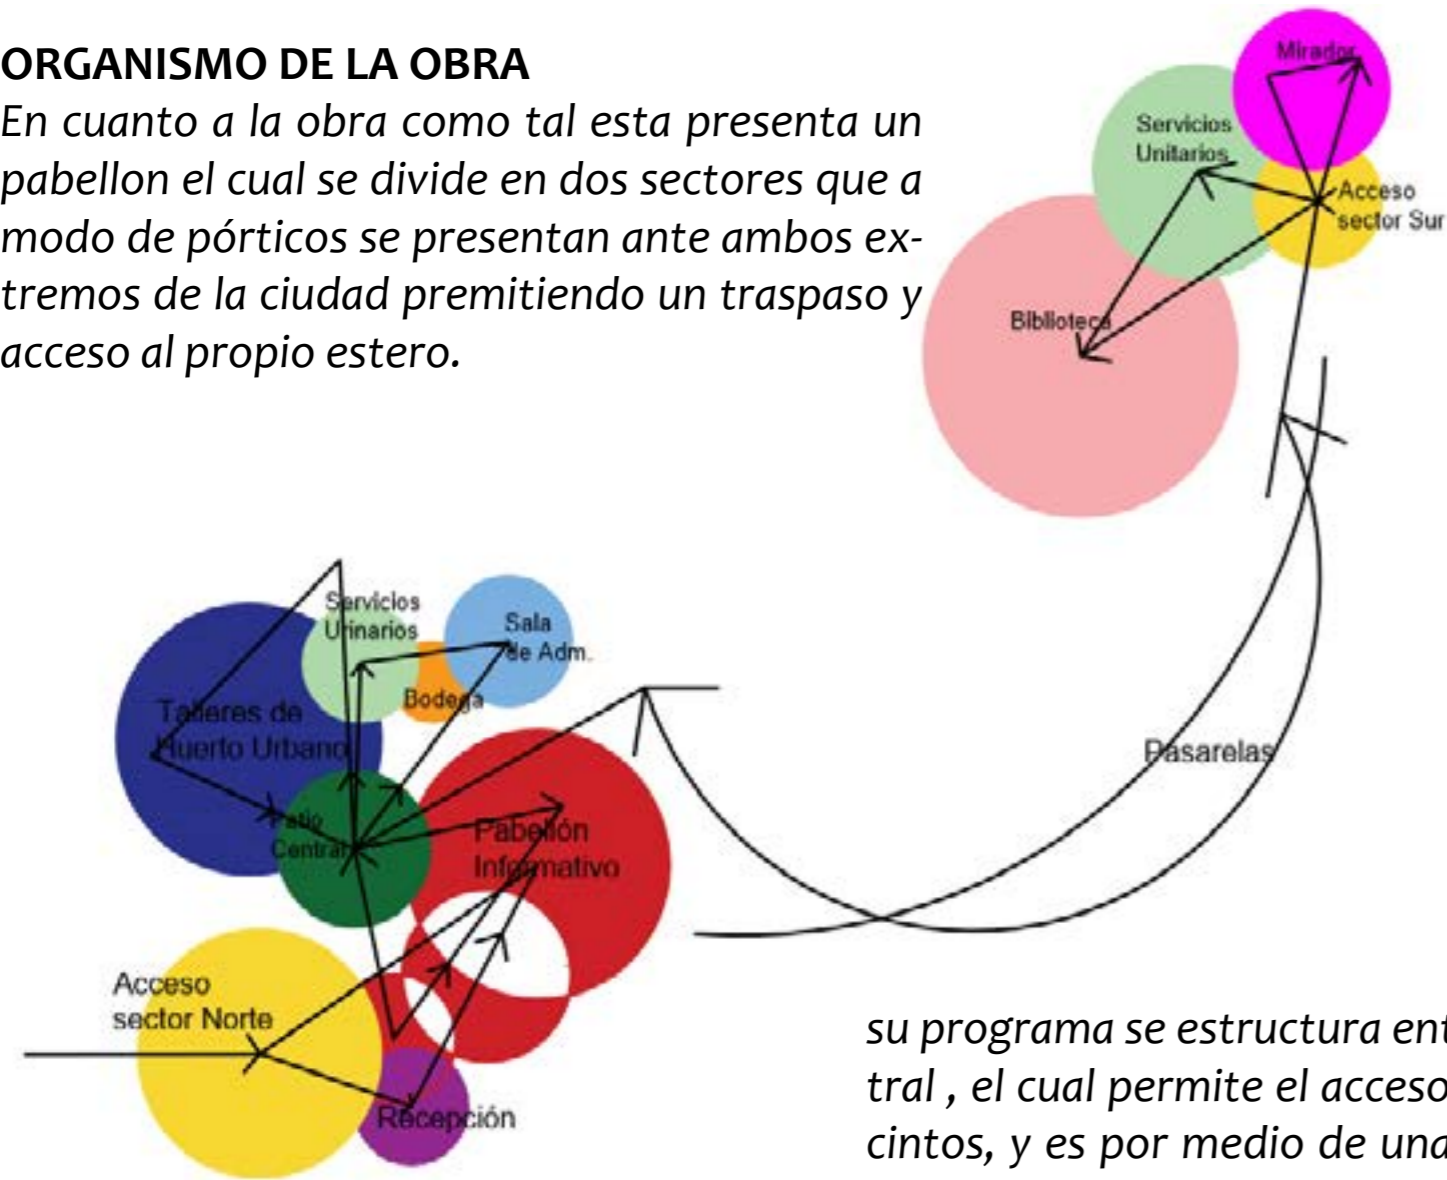 ORGANISMO DE LA OBRA
En cuanto a la obra como tal esta presenta un
pabellon el cual se divide en dos sectores que a
modo de pórticos se presentan ante ambos ex-
tremos de la ciudad premitiendo un traspaso y
acceso al propio estero.
Mirador
Servicios
Unitarios
Acceso
sector Sur
Biblioteca
Servicios
Urinarios
Sala
de Adm.
Bodega
Talleres de
Huerto Urbano
Patio
Central
Pabellón
Informativo
Pasarelas
Acceso
sector Norte
Recepción
su programa se estructura ent
tral , el cual permite el acceso
cintos, y es por medio de una